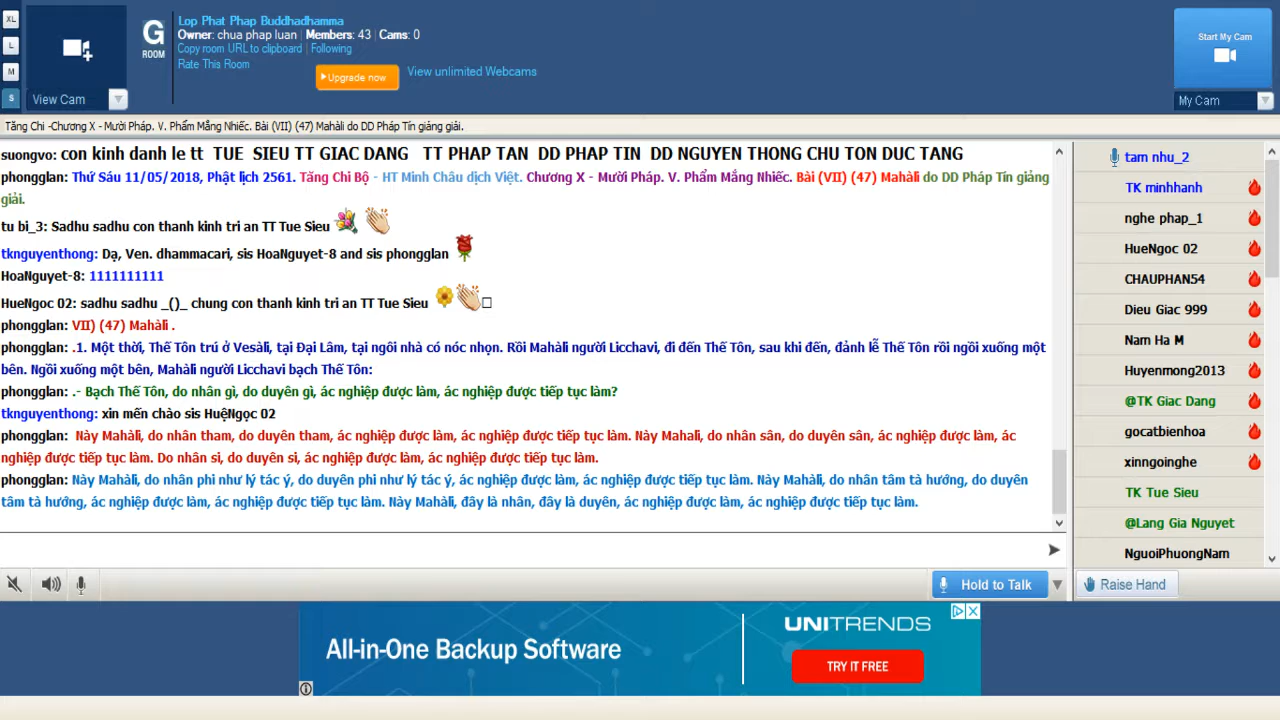 XL
L
M
S
View Cam
G
ROOM
Lop Phat Phap Buddhadhamma
Owner: chua phap luan | Members: 43 | Cams: 0
Copy room URL to clipboard | Following
Rate This Room
Upgrade now
View unlimited Webcams
Start My Cam
My Cam
Tăng Chi -Chương X - Mười Pháp. V. Phẩm Mắng Nhiếc. Bài (VII) (47) Mahàli do DD Pháp Tín giảng giải.
suongvo: con kinh danh le tt TUE SIEU TT GIAC DANG TT PHAP TAN DD PHAP TIN DD NGUYEN THONG CHU TON DUC TANG
phongglan: Thứ Sáu 11/05/2018, Phật lịch 2561. Tăng Chi Bộ - HT Minh Châu dịch Việt. Chương X - Mười Pháp. V. Phẩm Mắng Nhiếc. Bài (VII) (47) Mahàli do DD Pháp Tín giảng
giải.
tu bi_3: Sadhu sadhu con thanh kinh tri an TT Tue Sieu
tknguyenthong: Dạ, Ven. dhammacari, sis HoaNguyet-8 and sis phongglan
HoaNguyet-8: 1111111111
HueNgoc 02: sadhu sadhu _()_ chung con thanh kinh tri an TT Tue Sieu
phongglan: VII) (47) Mahàli .
phongglan: .1. Một thời, Thế Tôn trú ở Vesàli, tại Đại Lâm, tại ngôi nhà có nóc nhọn. Rồi Mahàli người Licchavi, đi đến Thế Tôn, sau khi đến, đảnh lễ Thế Tôn rồi ngồi xuống một
bên. Ngồi xuống một bên, Mahàli người Licchavi bạch Thế Tôn:
phongglan: .- Bạch Thế Tôn, do nhân gì, do duyên gì, ác nghiệp được làm, ác nghiệp được tiếp tục làm?
tknguyenthong: xin mến chào sis HuệNgọc 02
phongglan: Này Mahàli, do nhân tham, do duyên tham, ác nghiệp được làm, ác nghiệp được tiếp tục làm. Này Mahali, do nhân sân, do duyên sân, ác nghiệp được làm, ác
nghiệp được tiếp tục làm. Do nhân si, do duyên si, ác nghiệp được làm, ác nghiệp được tiếp tục làm.
phongglan: Này Mahàli, do nhân phi như lý tác ý, do duyên phi như lý tác ý, ác nghiệp được làm, ác nghiệp được tiếp tục làm. Này Mahàli, do nhân tâm tà hướng, do duyên
tâm tà hướng, ác nghiệp được làm, ác nghiệp được tiếp tục làm. Này Mahàli, đây là nhân, đây là duyên, ác nghiệp được làm, ác nghiệp được tiếp tục làm.
tam nhu_2
TK minhhanh
nghe phap_1
HueNgoc 02
CHAUPHAN54
Dieu Giac 999
Nam Ha M
Huyenmong2013
@TK Giac Dang
gocatbienhoa
xinngoinghe
TK Tue Sieu
@Lang Gia Nguyet
NguoiPhuongNam
Hold to Talk
Raise Hand
All-in-One Backup Software
UNITRENDS
TRY IT FREE